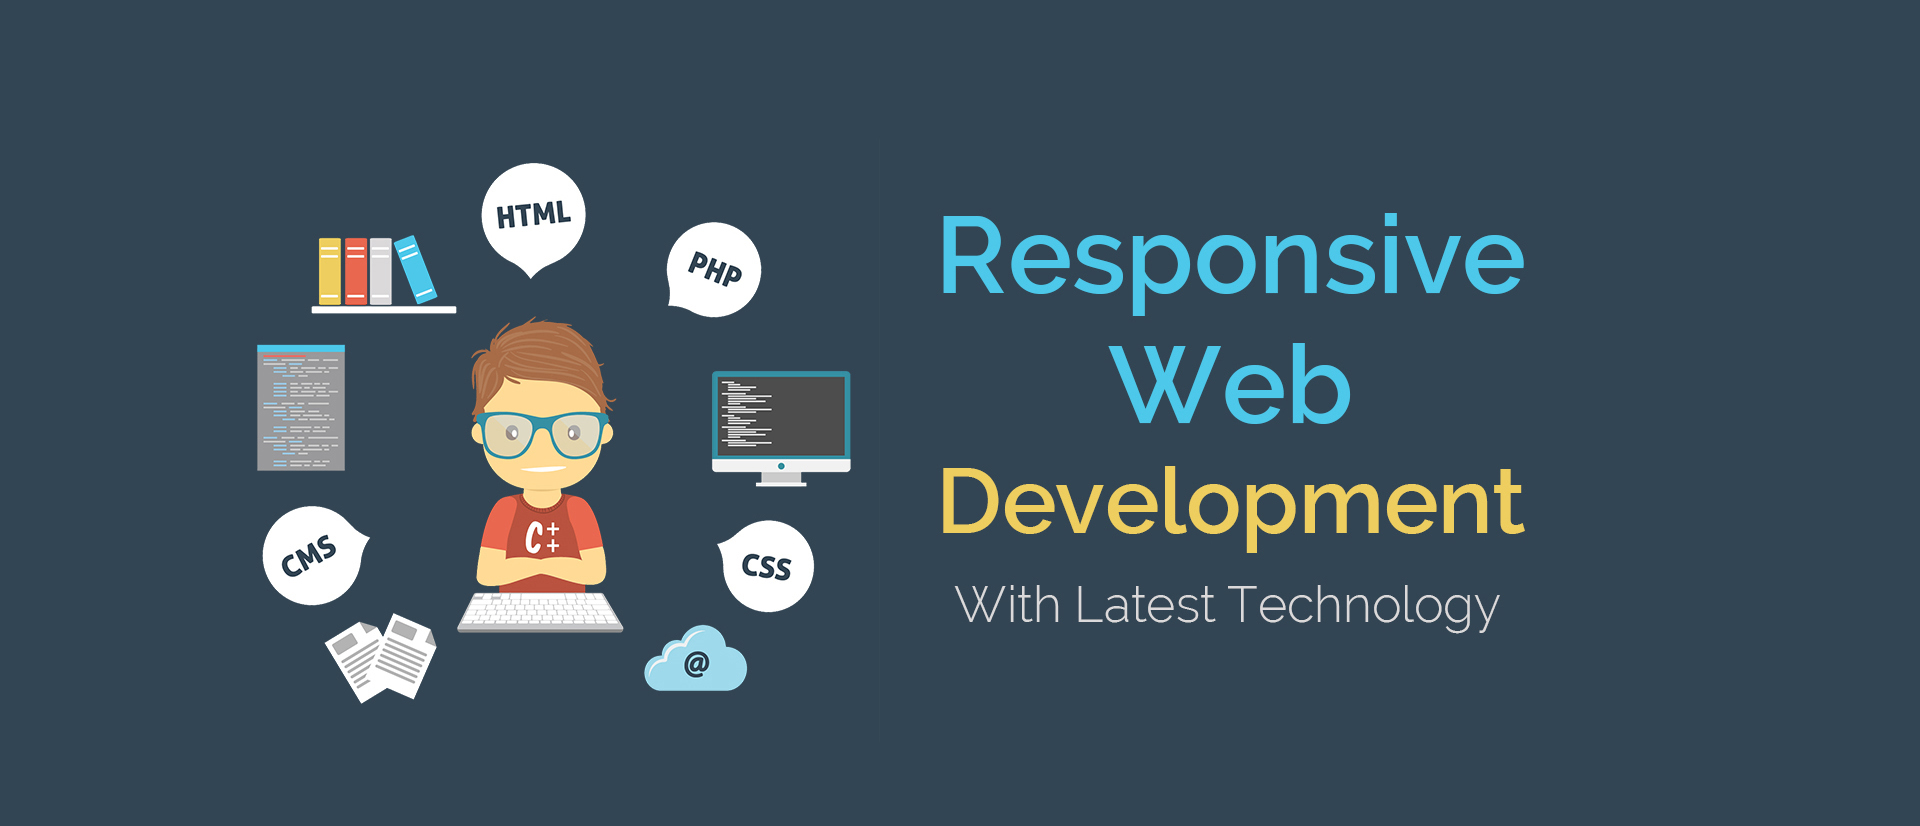 HTML
PHP
CMS
CSS
C++
@
Responsive
Web
Development
With Latest Technology